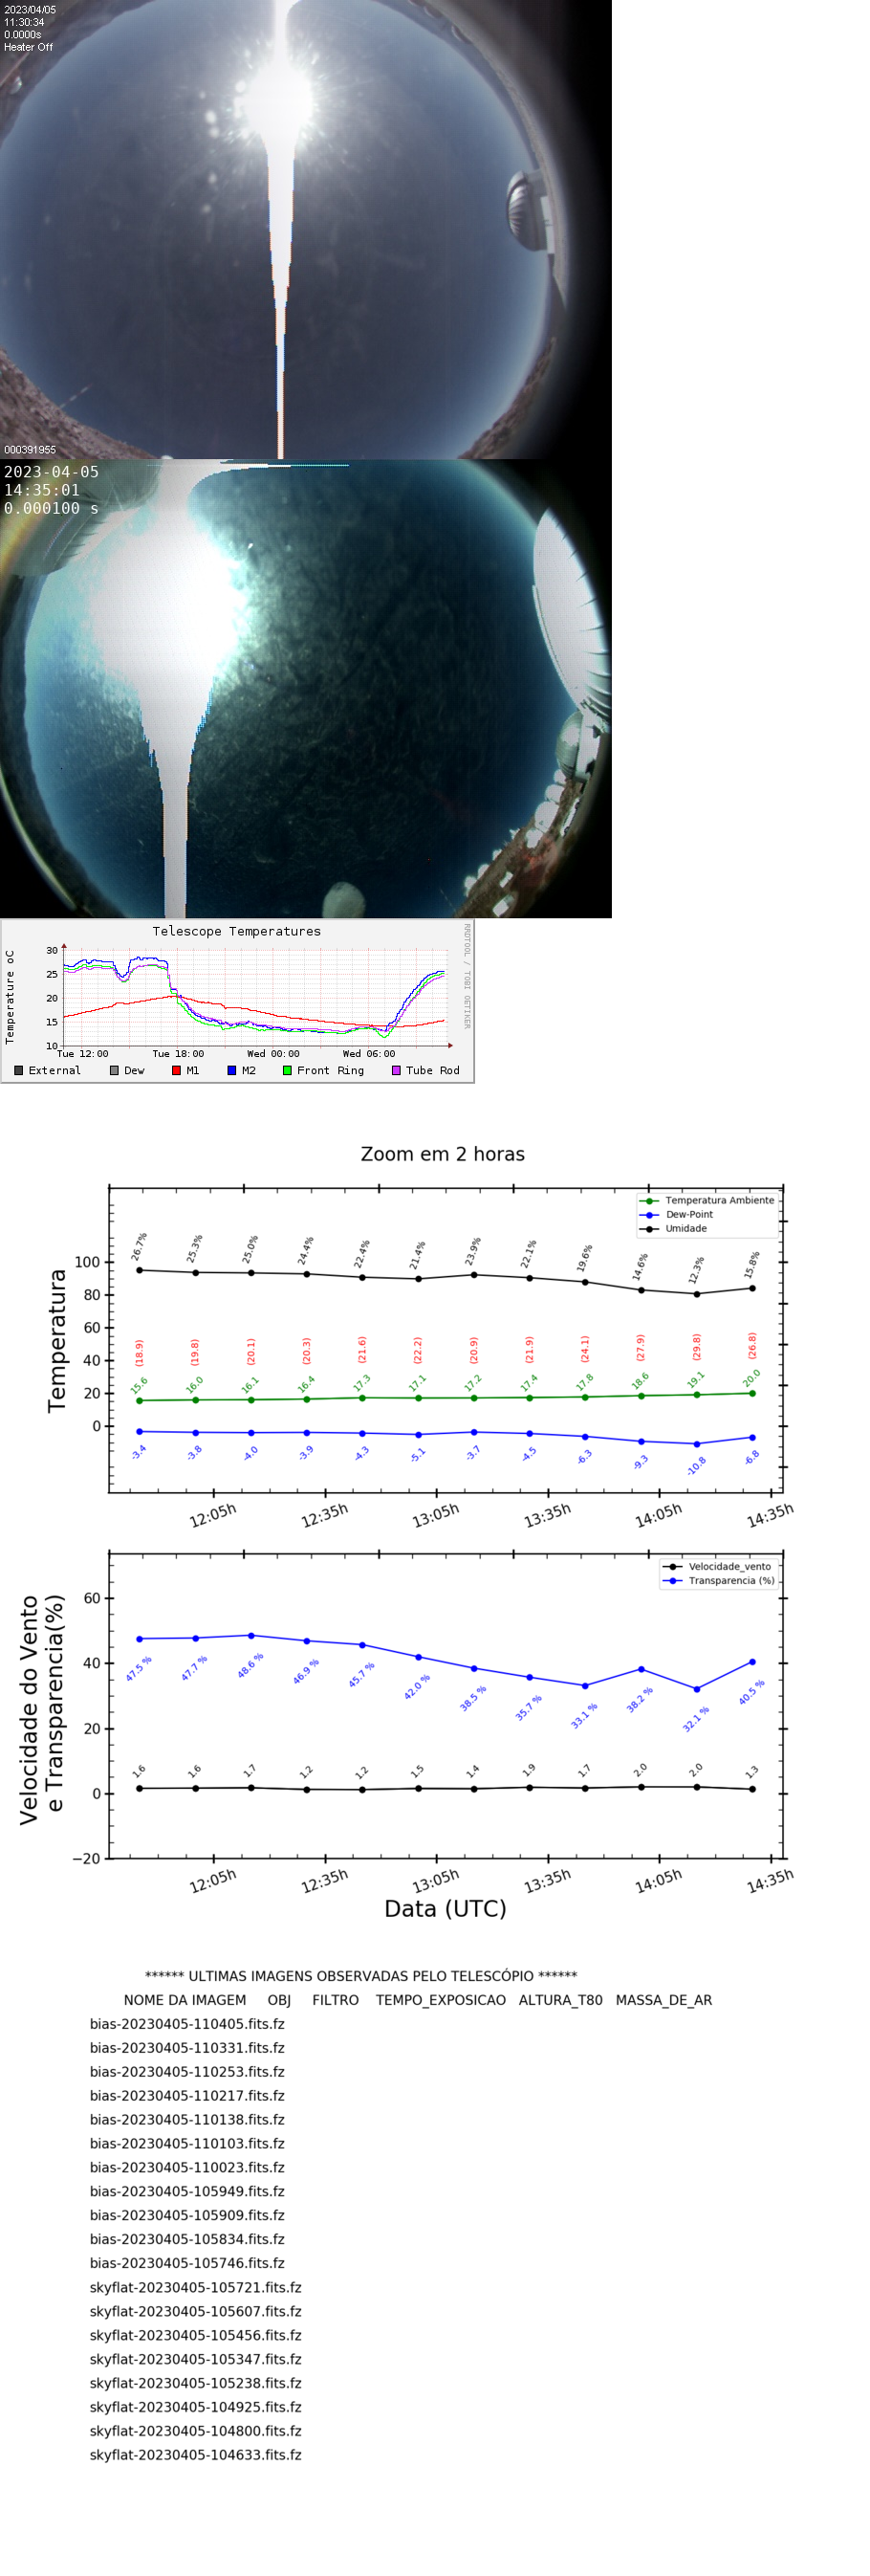 2023/04/05
11:30:34
0.0000s
Heater Off
000391955
2023-04-05
14:35:01
0.000100 s
Telescope Temperatures
RRDTOOL / TOBI OETIKER
Temperature oC
30
25
20
15
10
Tue 12:00 Tue 18:00 Wed 00:00 Wed 06:00
External Dew M1 M2 Front Ring Tube Rod
Zoom em 2 horas
Temperatura Ambiente
Dew-Point
Umidade
Temperatura
100
80
60
40
20
0
26.7% 25.3% 25.0% 24.4% 22.4% 21.4% 23.9% 22.1% 19.6% 14.6% 12.3% 15.8%
(18.9) (19.8) (20.1) (20.3) (21.6) (22.2) (20.9) (21.9) (24.1) (27.9) (29.8) (26.8)
15.6 16.0 16.1 16.4 17.3 17.1 17.2 17.4 17.8 18.6 19.1 20.0
-3.4 -3.8 -4.0 -3.9 -4.3 -5.1 -3.7 -4.5 -6.3 -9.3 -10.8 -6.8
12:05h 12:35h 13:05h 13:35h 14:05h 14:35h
Velocidade_vento
Transparencia (%)
Velocidade do Vento
e Transparencia(%)
60
40
20
0
−20
47.5 % 47.7 % 48.6 % 46.9 % 45.7 % 42.0 % 38.5 % 35.7 % 33.1 % 38.2 % 32.1 % 40.5 %
1.6 1.6 1.7 1.2 1.2 1.5 1.4 1.9 1.7 2.0 2.0 1.3
12:05h 12:35h 13:05h 13:35h 14:05h 14:35h
Data (UTC)
****** ULTIMAS IMAGENS OBSERVADAS PELO TELESCÓPIO ******
NOME DA IMAGEM OBJ FILTRO TEMPO_EXPOSICAO ALTURA_T80 MASSA_DE_AR
bias-20230405-110405.fits.fz
bias-20230405-110331.fits.fz
bias-20230405-110253.fits.fz
bias-20230405-110217.fits.fz
bias-20230405-110138.fits.fz
bias-20230405-110103.fits.fz
bias-20230405-110023.fits.fz
bias-20230405-105949.fits.fz
bias-20230405-105909.fits.fz
bias-20230405-105834.fits.fz
bias-20230405-105746.fits.fz
skyflat-20230405-105721.fits.fz
skyflat-20230405-105607.fits.fz
skyflat-20230405-105456.fits.fz
skyflat-20230405-105347.fits.fz
skyflat-20230405-105238.fits.fz
skyflat-20230405-104925.fits.fz
skyflat-20230405-104800.fits.fz
skyflat-20230405-104633.fits.fz